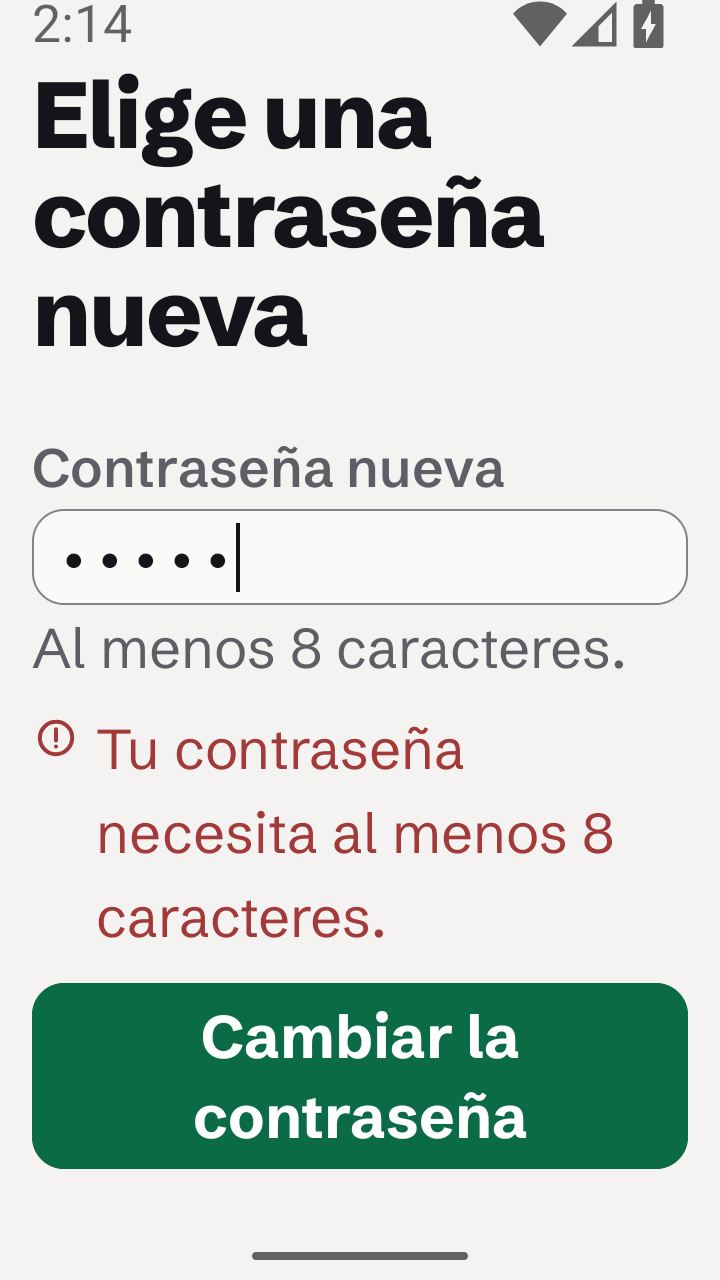 2:14
Elige una
contraseña
nueva
Contraseña nueva
•••••
Al menos 8 caracteres.
Tu contraseña
necesita al menos 8
caracteres.
Cambiar la
contraseña